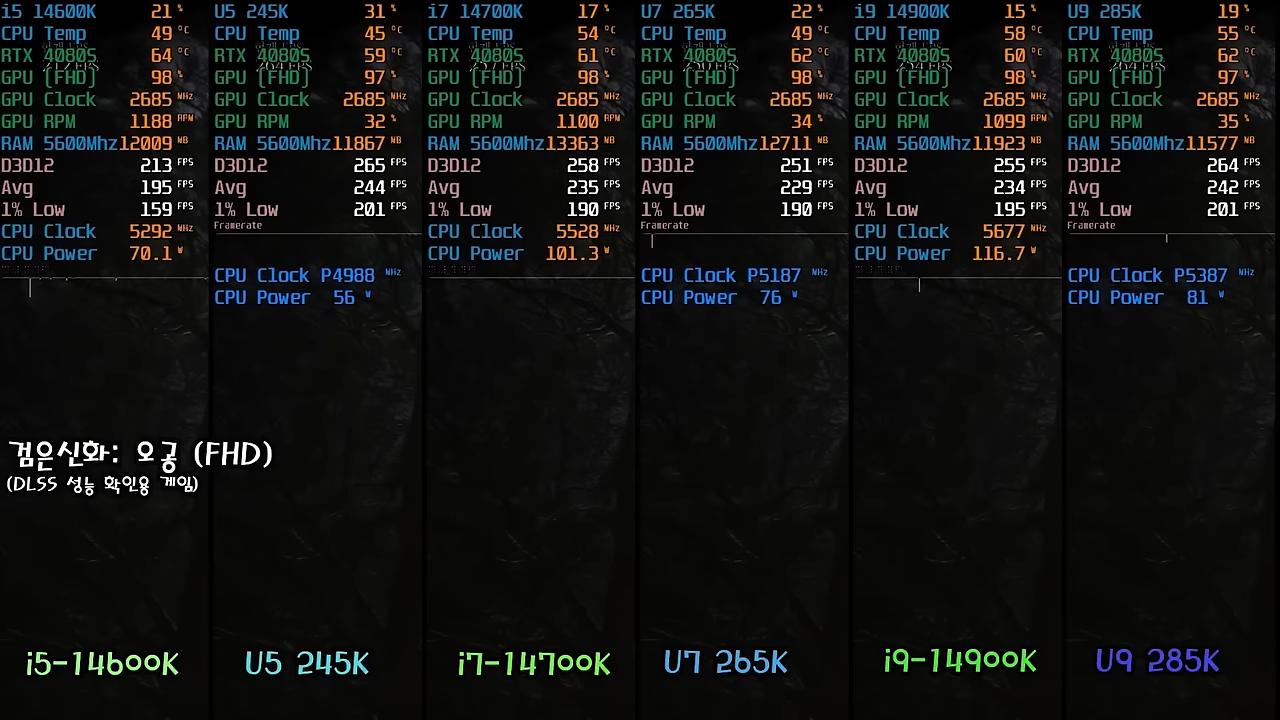 i5 14600K 21 %
CPU Temp 49 °C
RTX 4080S 64 °C
GPU (FHD) 98 %
GPU Clock 2685 MHz
GPU RPM 1188 RPM
RAM 5600Mhz 12009 MB
D3D12 213 FPS
Avg 195 FPS
1% Low 159 FPS
CPU Clock 5292 MHz
CPU Power 70.1 W
U5 245K 31 %
CPU Temp 45 °C
RTX 4080S 59 °C
GPU (FHD) 97 %
GPU Clock 2685 MHz
GPU RPM 32 %
RAM 5600Mhz 11867 MB
D3D12 265 FPS
Avg 244 FPS
1% Low 201 FPS
Framerate
CPU Clock P4988 MHz
CPU Power 56 W
i7 14700K 17 %
CPU Temp 54 °C
RTX 4080S 61 °C
GPU (FHD) 98 %
GPU Clock 2685 MHz
GPU RPM 1100 RPM
RAM 5600Mhz 13363 MB
D3D12 258 FPS
Avg 235 FPS
1% Low 190 FPS
CPU Clock 5528 MHz
CPU Power 101.3 W
U7 265K 22 %
CPU Temp 49 °C
RTX 4080S 62 °C
GPU (FHD) 98 %
GPU Clock 2685 MHz
GPU RPM 34 %
RAM 5600Mhz 12711 MB
D3D12 251 FPS
Avg 229 FPS
1% Low 190 FPS
Framerate
CPU Clock P5187 MHz
CPU Power 76 W
i9 14900K 15 %
CPU Temp 58 °C
RTX 4080S 60 °C
GPU (FHD) 98 %
GPU Clock 2685 MHz
GPU RPM 1099 RPM
RAM 5600Mhz 11923 MB
D3D12 255 FPS
Avg 234 FPS
1% Low 195 FPS
CPU Clock 5677 MHz
CPU Power 116.7 W
U9 285K 19 %
CPU Temp 55 °C
RTX 4080S 62 °C
GPU (FHD) 97 %
GPU Clock 2685 MHz
GPU RPM 35 %
RAM 5600Mhz 11577 MB
D3D12 264 FPS
Avg 242 FPS
1% Low 201 FPS
Framerate
CPU Clock P5387 MHz
CPU Power 81 W
검은신화: 오공 (FHD)
(DLSS 성능 확인용 게임)
i5-14600K
U5 245K
i7-14700K
U7 265K
i9-14900K
U9 285K